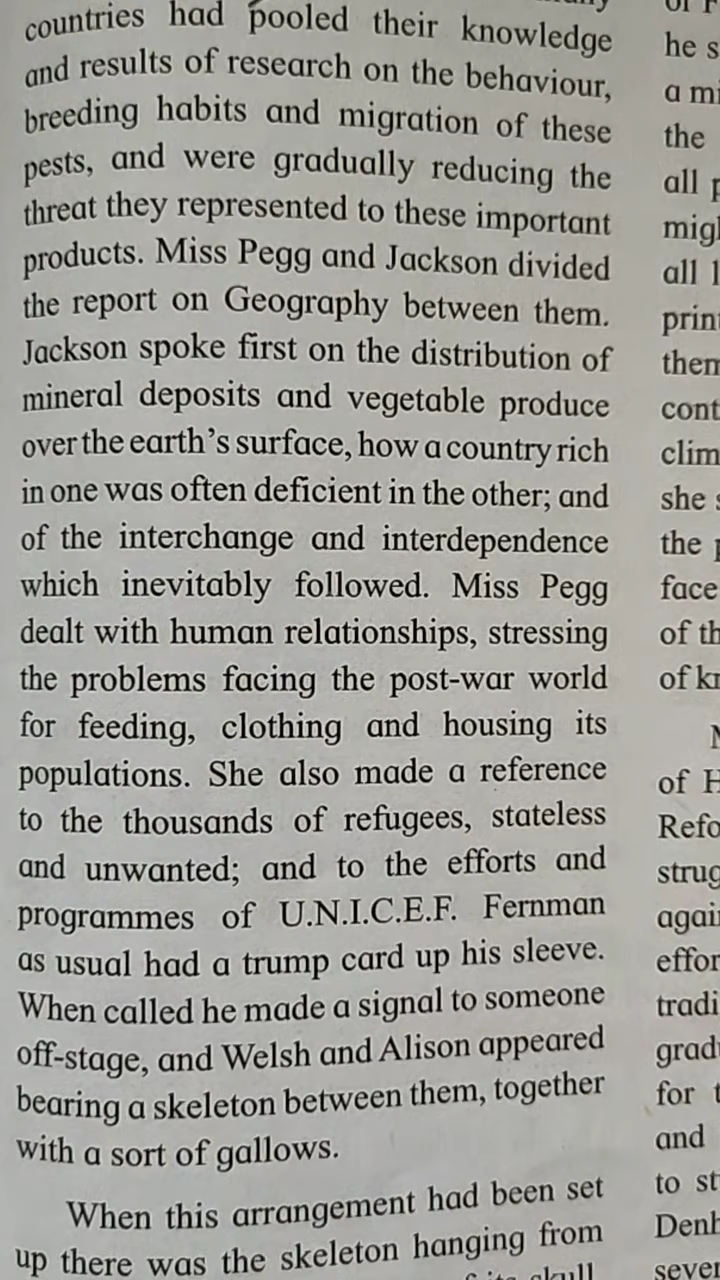 countries had pooled their knowledge
and results of research on the behaviour,
breeding habits and migration of these
pests, and were gradually reducing the
threat they represented to these important
products. Miss Pegg and Jackson divided
the report on Geography between them.
Jackson spoke first on the distribution of
mineral deposits and vegetable produce
over the earth's surface, how a country rich
in one was often deficient in the other; and
of the interchange and interdependence
which inevitably followed. Miss Pegg
dealt with human relationships, stressing
the problems facing the post-war world
for feeding, clothing and housing its
populations. She also made a reference
to the thousands of refugees, stateless
and unwanted; and to the efforts and
programmes of U.N.I.C.E.F. Fernman
as usual had a trump card up his sleeve.
When called he made a signal to someone
off-stage, and Welsh and Alison appeared
bearing a skeleton between them, together
with a sort of gallows.
When this arrangement had been set
up there was the skeleton hanging from
skull
he
a
the
all
all
them
she
the
face
of
of
of
for
and
to